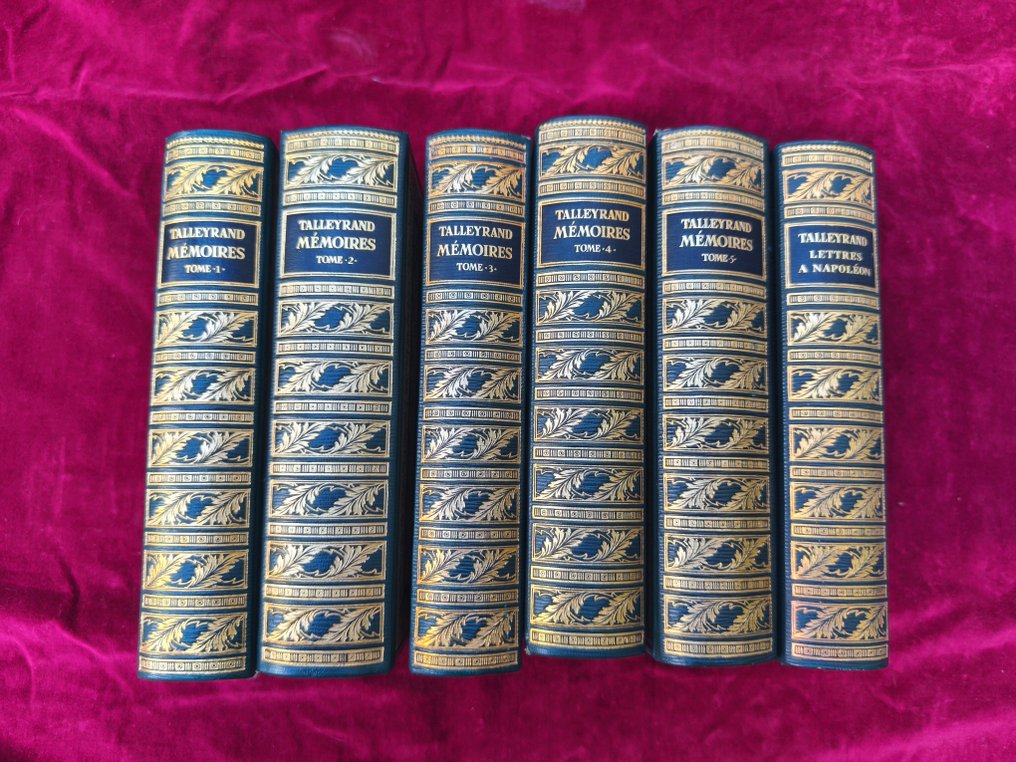 TALLEYRAND
MÉMOIRES
TOME·1·
TALLEYRAND
MÉMOIRES
TOME·2·
TALLEYRAND
MÉMOIRES
TOME·3·
TALLEYRAND
MÉMOIRES
TOME·4·
TALLEYRAND
MÉMOIRES
TOME·5·
TALLEYRAND
LETTRES
A NAPOLÉON